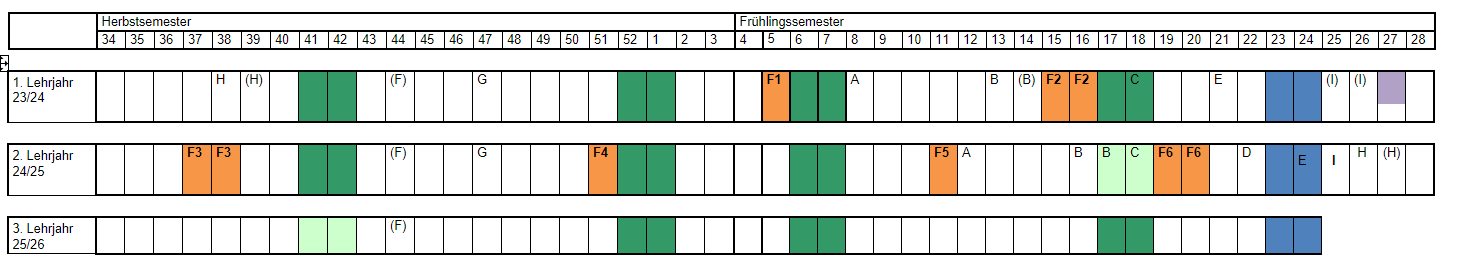 Herbstsemester Frühlingssemester
34 35 36 37 38 39 40 41 42 43 44 45 46 47 48 49 50 51 52 1 2 3 4 5 6 7 8 9 10 11 12 13 14 15 16 17 18 19 20 21 22 23 24 25 26 27 28
1. Lehrjahr H (H) (F) G F1 A B (B) F2 F2 C E (I) (I)
23/24
2. Lehrjahr F3 F3 (F) G F4 F5 A B B C F6 F6 D E I H (H)
24/25
3. Lehrjahr (F)
25/26